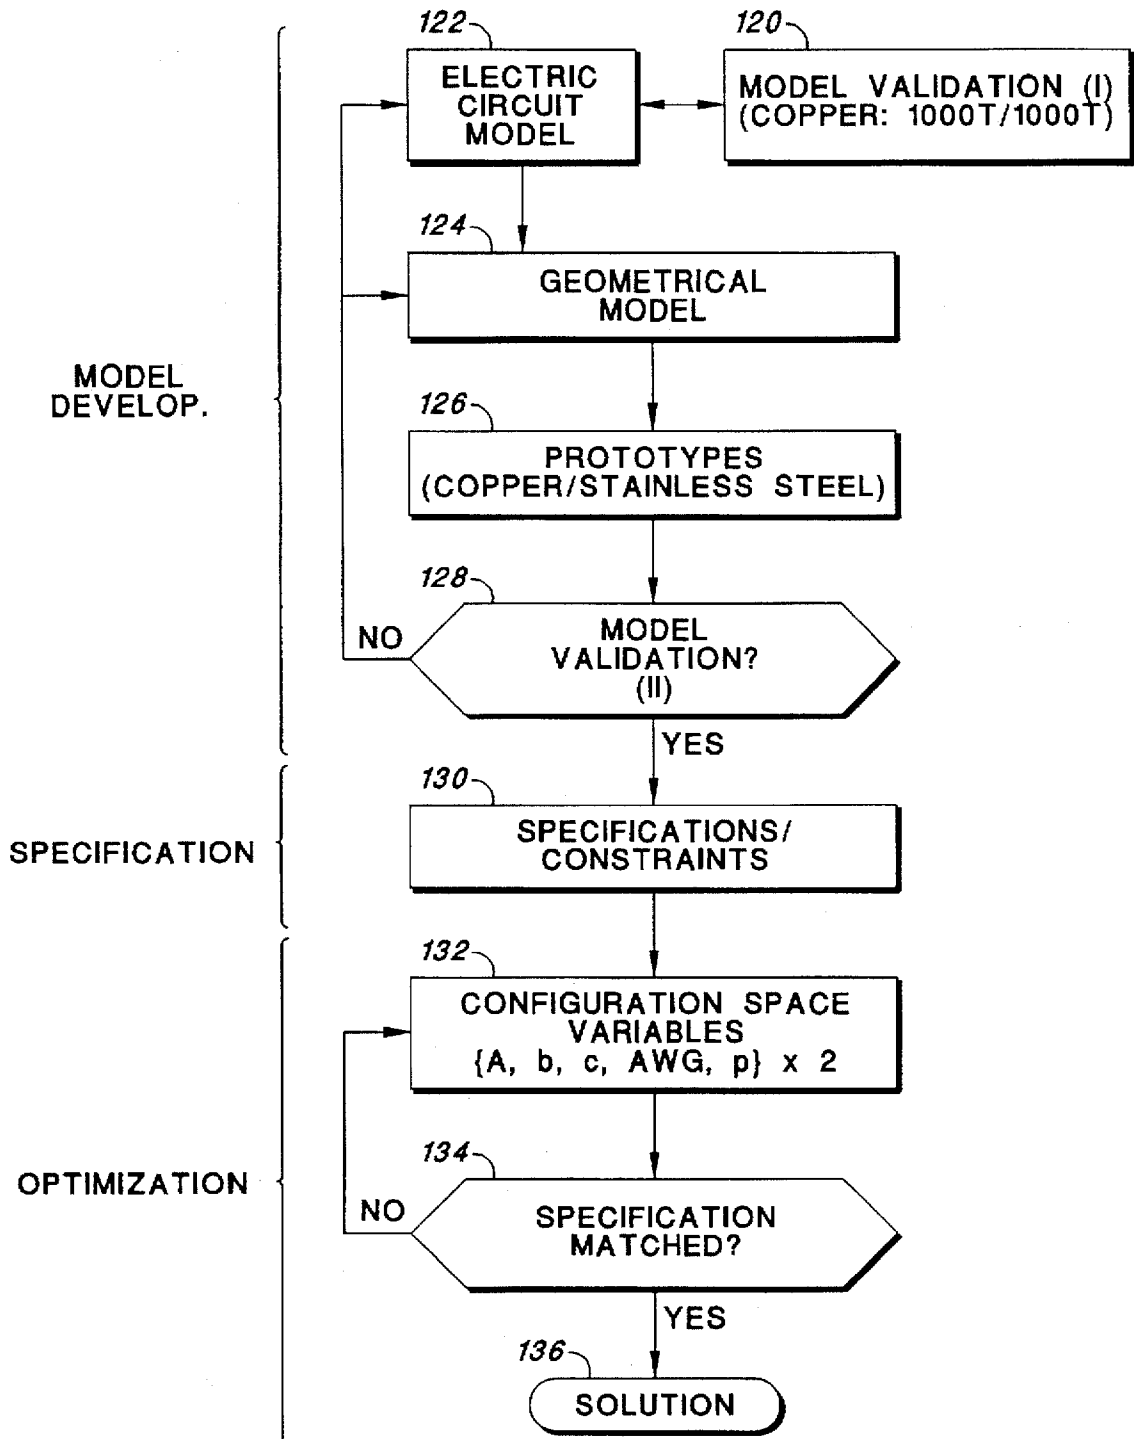 122
ELECTRIC
CIRCUIT
MODEL
120
MODEL VALIDATION (I)
(COPPER: 1000T/1000T)
124
GEOMETRICAL
MODEL
MODEL
DEVELOP.
126
PROTOTYPES
(COPPER/STAINLESS STEEL)
128
NO
MODEL
VALIDATION?
(II)
YES
130
SPECIFICATION
SPECIFICATIONS/
CONSTRAINTS
132
CONFIGURATION SPACE
VARIABLES
{A, b, c, AWG, p} x 2
OPTIMIZATION
134
NO
SPECIFICATION
MATCHED?
YES
136
SOLUTION